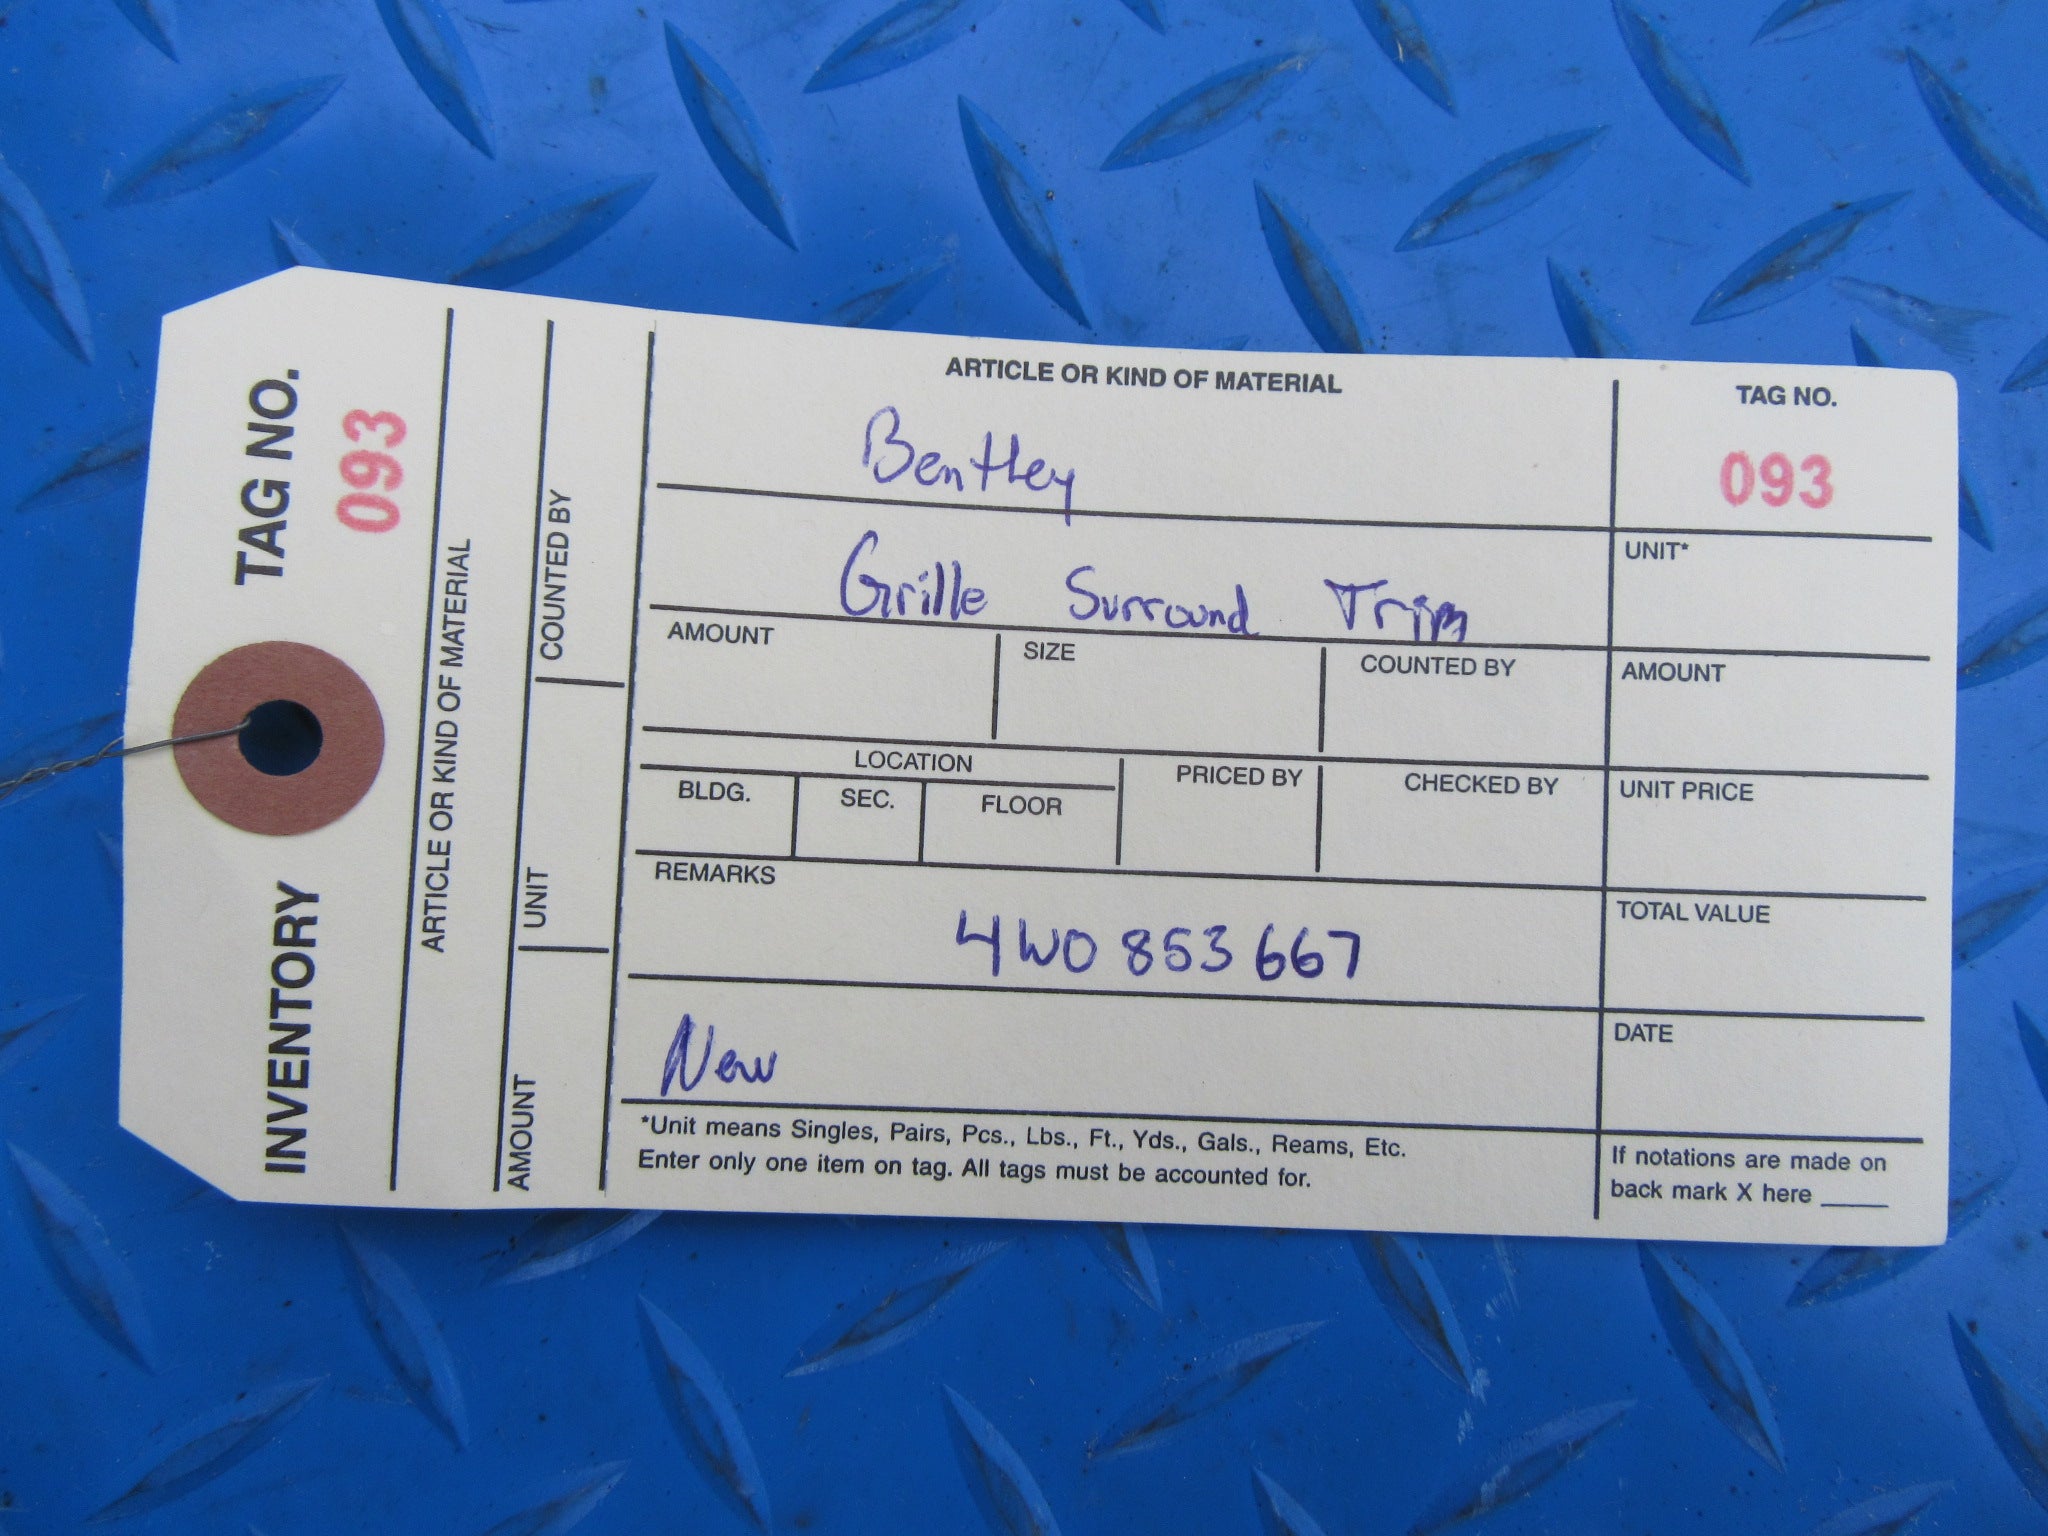 INVENTORY TAG NO.
093
ARTICLE OR KIND OF MATERIAL
AMOUNT UNIT COUNTED BY
ARTICLE OR KIND OF MATERIAL
Bentley
Grille Surround Trim
AMOUNT SIZE COUNTED BY
LOCATION
BLDG. SEC. FLOOR
PRICED BY CHECKED BY
REMARKS
4W0 853 667
New
*Unit means Singles, Pairs, Pcs., Lbs., Ft., Yds., Gals., Reams, Etc.
Enter only one item on tag. All tags must be accounted for.
TAG NO.
093
UNIT*
AMOUNT
UNIT PRICE
TOTAL VALUE
DATE
If notations are made on
back mark X here _____